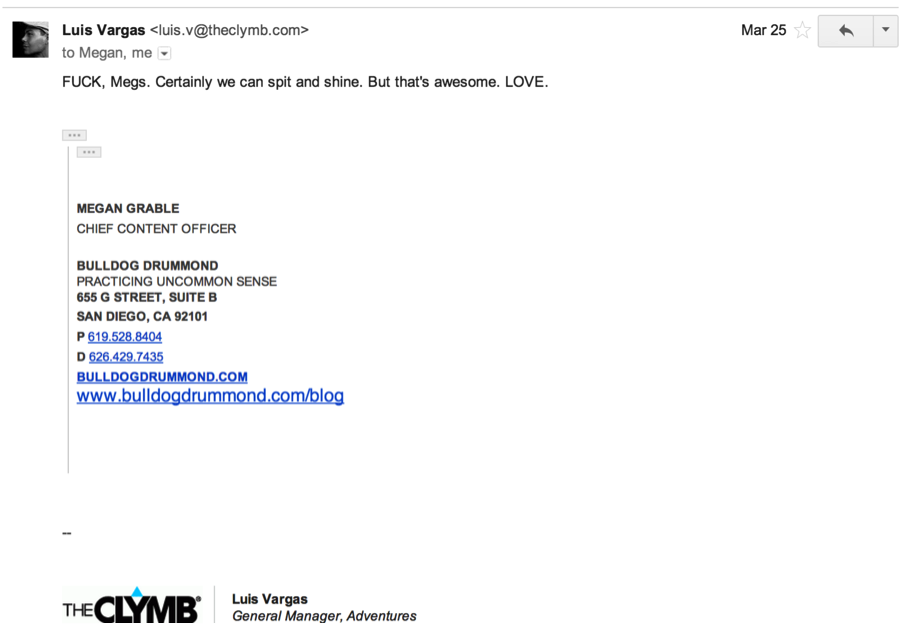 Luis Vargas <luis.v@theclymb.com>
Mar 25
to Megan, me
FUCK, Megs. Certainly we can spit and shine. But that's awesome. LOVE.
MEGAN GRABLE
CHIEF CONTENT OFFICER
BULLDOG DRUMMOND
PRACTICING UNCOMMON SENSE
655 G STREET, SUITE B
SAN DIEGO, CA 92101
P 619.528.8404
D 626.429.7435
BULLDOGDRUMMOND.COM
www.bulldogdrummond.com/blog
--
THE CLYMB®
Luis Vargas
General Manager, Adventures